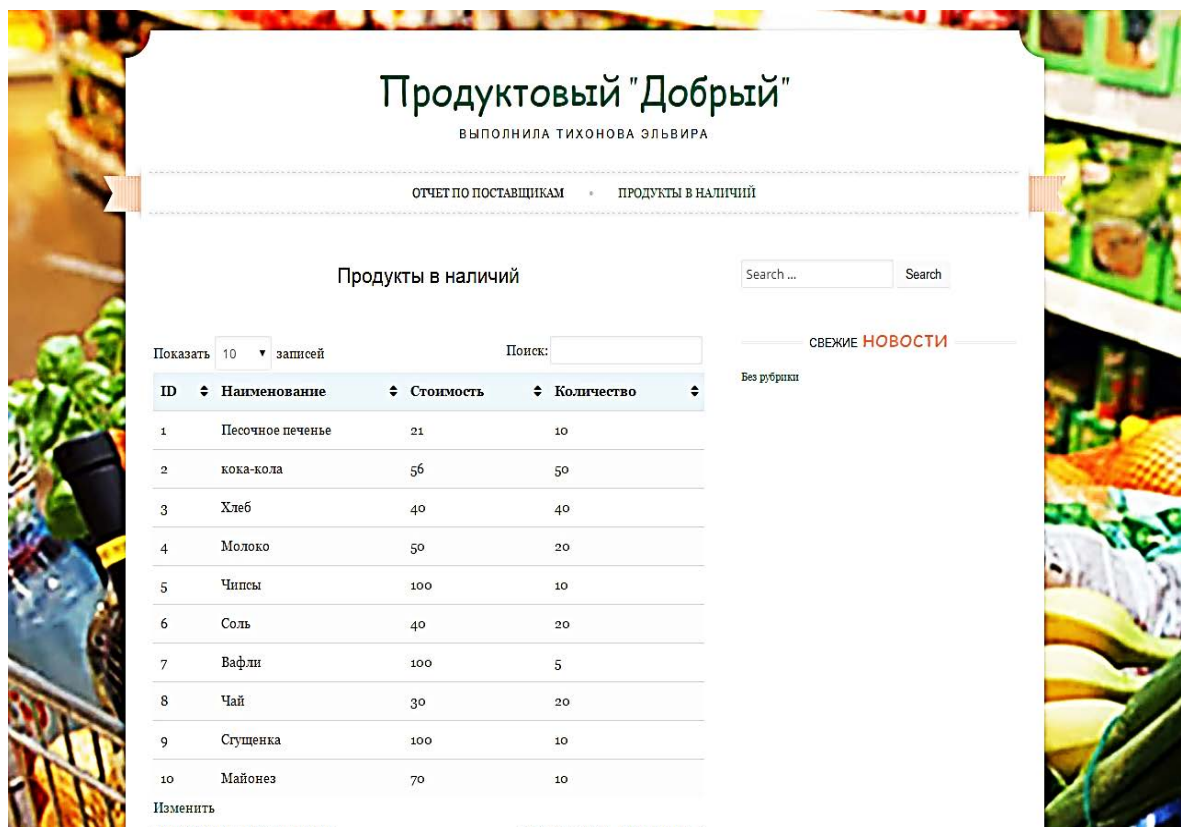 Продуктовый "Добрый"
ВЫПОЛНИЛА ТИХОНОВА ЭЛЬВИРА
ОТЧЕТ ПО ПОСТАВЩИКАМ • ПРОДУКТЫ В НАЛИЧИЙ
Продукты в наличий
Search ... Search
СВЕЖИЕ НОВОСТИ
Без рубрики
Показать 10 записей Поиск:
ID Наименование Стоимость Количество
1 Песочное печенье 21 10
2 кока-кола 56 50
3 Хлеб 40 40
4 Молоко 50 20
5 Чипсы 100 10
6 Соль 40 20
7 Вафли 100 5
8 Чай 30 20
9 Сгущенка 100 10
10 Майонез 70 10
Изменить